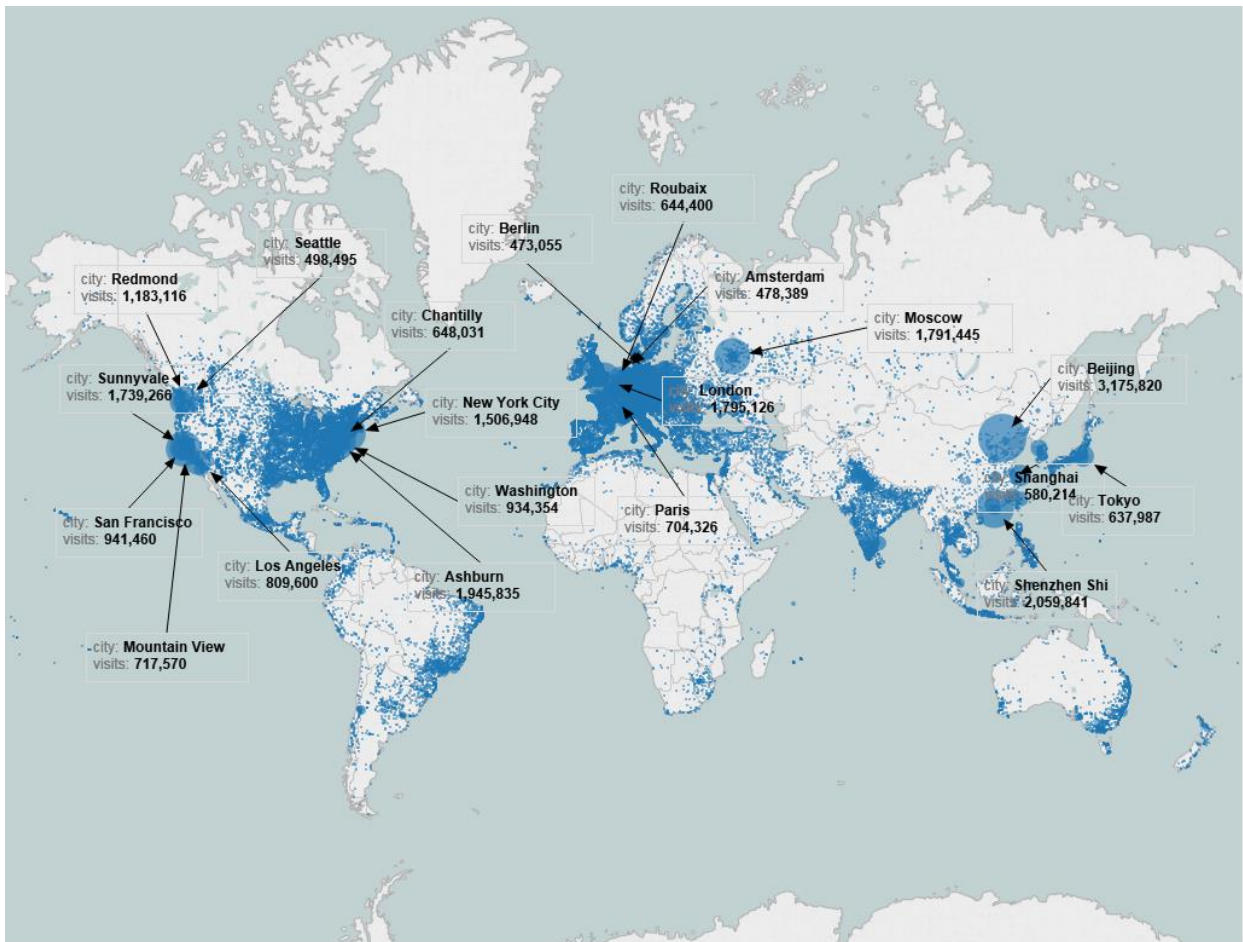 city: Roubaix
visits: 644,400
city: Berlin
visits: 473,055
city: Seattle
visits: 498,495
city: Redmond
visits: 1,183,116
city: Amsterdam
visits: 478,389
city: Chantilly
visits: 648,031
city: Moscow
visits: 1,791,445
city: Sunnyvale
visits: 1,739,266
city: Beijing
visits: 3,175,820
city: New York City
visits: 1,506,948
city: London
visits: 1,795,126
city: Washington
visits: 934,354
city: Shanghai
visits: 580,214
city: Tokyo
visits: 637,987
city: San Francisco
visits: 941,460
city: Paris
visits: 704,326
city: Los Angeles
visits: 809,600
city: Ashburn
visits: 1,945,835
city: Shenzhen Shi
visits: 2,059,841
city: Mountain View
visits: 717,570